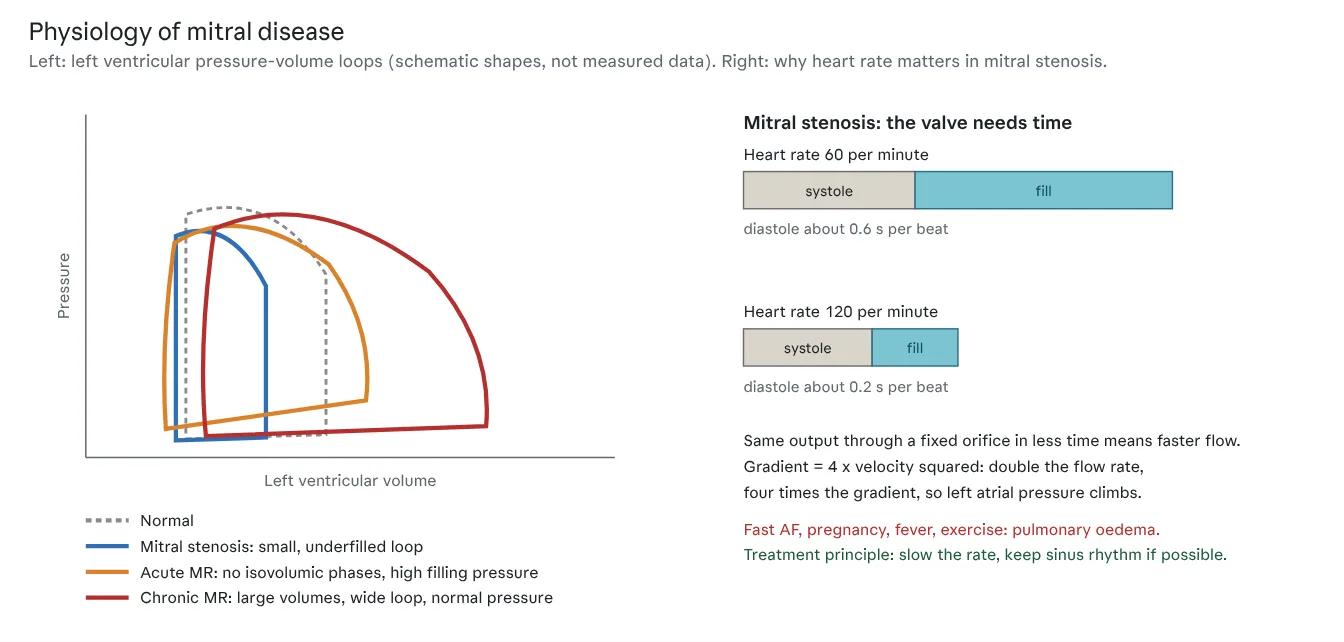 Physiology of mitral disease
Left: left ventricular pressure-volume loops (schematic shapes, not measured data). Right: why heart rate matters in mitral stenosis.
Pressure
Left ventricular volume
Normal
Mitral stenosis: small, underfilled loop
Acute MR: no isovolumic phases, high filling pressure
Chronic MR: large volumes, wide loop, normal pressure
Mitral stenosis: the valve needs time
Heart rate 60 per minute
systole
fill
diastole about 0.6 s per beat
Heart rate 120 per minute
systole
fill
diastole about 0.2 s per beat
Same output through a fixed orifice in less time means faster flow.
Gradient = 4 x velocity squared: double the flow rate,
four times the gradient, so left atrial pressure climbs.
Fast AF, pregnancy, fever, exercise: pulmonary oedema.
Treatment principle: slow the rate, keep sinus rhythm if possible.